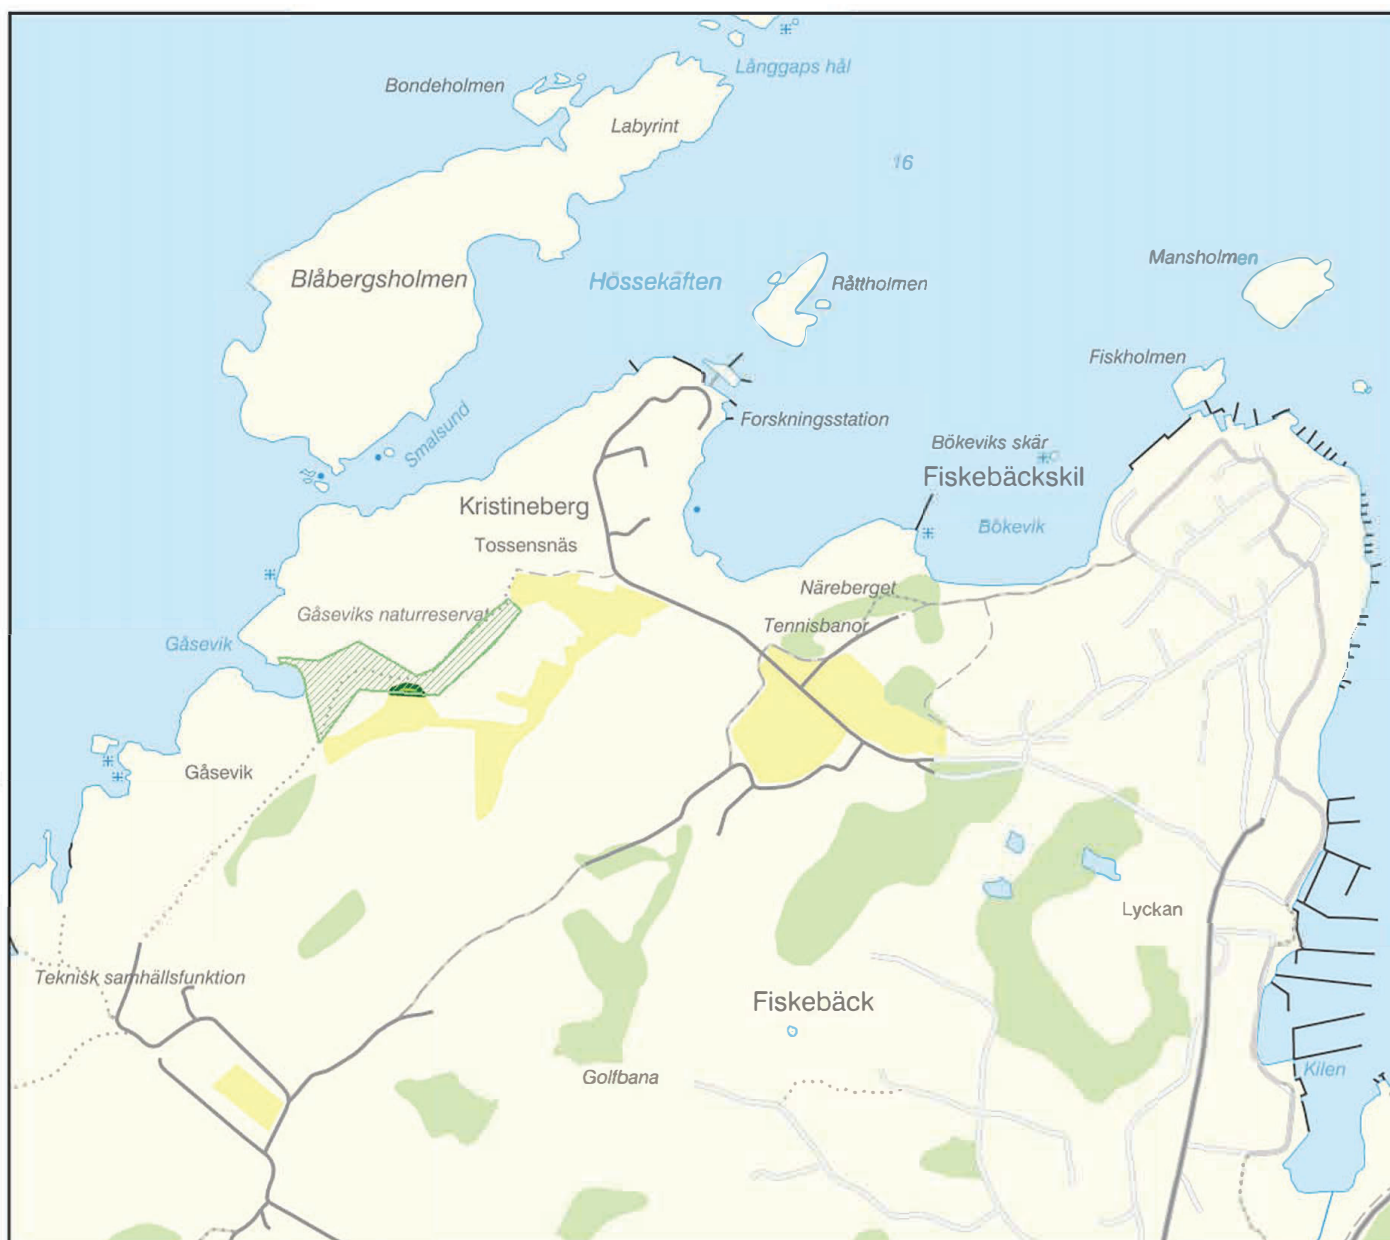 Långgaps hål
Bondeholmen
Labyrint
16
Mansholmen
Blåbergsholmen
Hössekäften
Råttholmen
Fiskholmen
Forskningsstation
Smalsund
Bökeviks skär
Fiskebäckskil
Kristineberg
Bökevik
Tossensnäs
Näreberget
Gåseviks naturreservat
Tennisbanor
Gåsevik
Gåsevik
Lyckan
Teknisk samhällsfunktion
Fiskebäck
Kilen
Golfbana